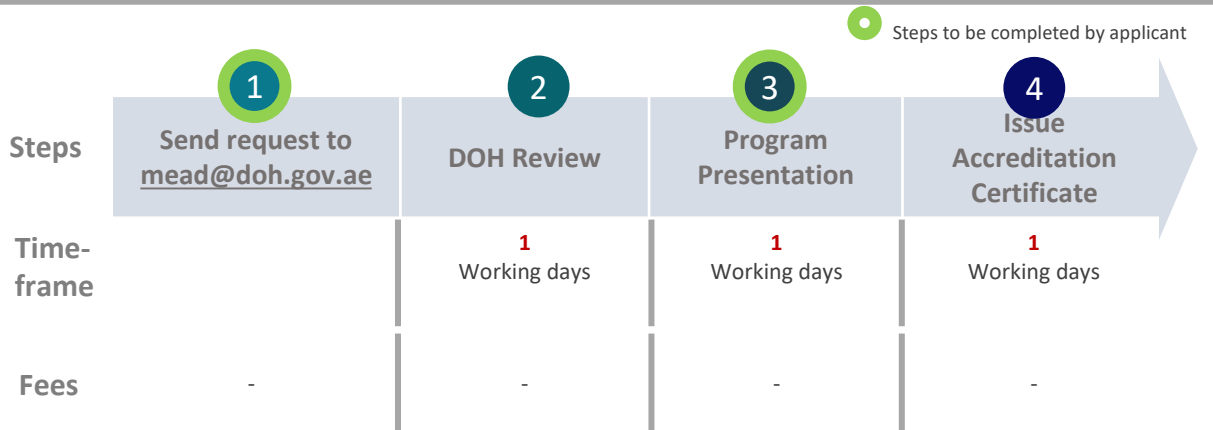 Steps to be completed by applicant
1
2
3
4
Steps
Send request to
mead@doh.gov.ae
DOH Review
Program
Presentation
Issue
Accreditation
Certificate
Time-
frame
1
Working days
1
Working days
1
Working days
Fees
-
-
-
-